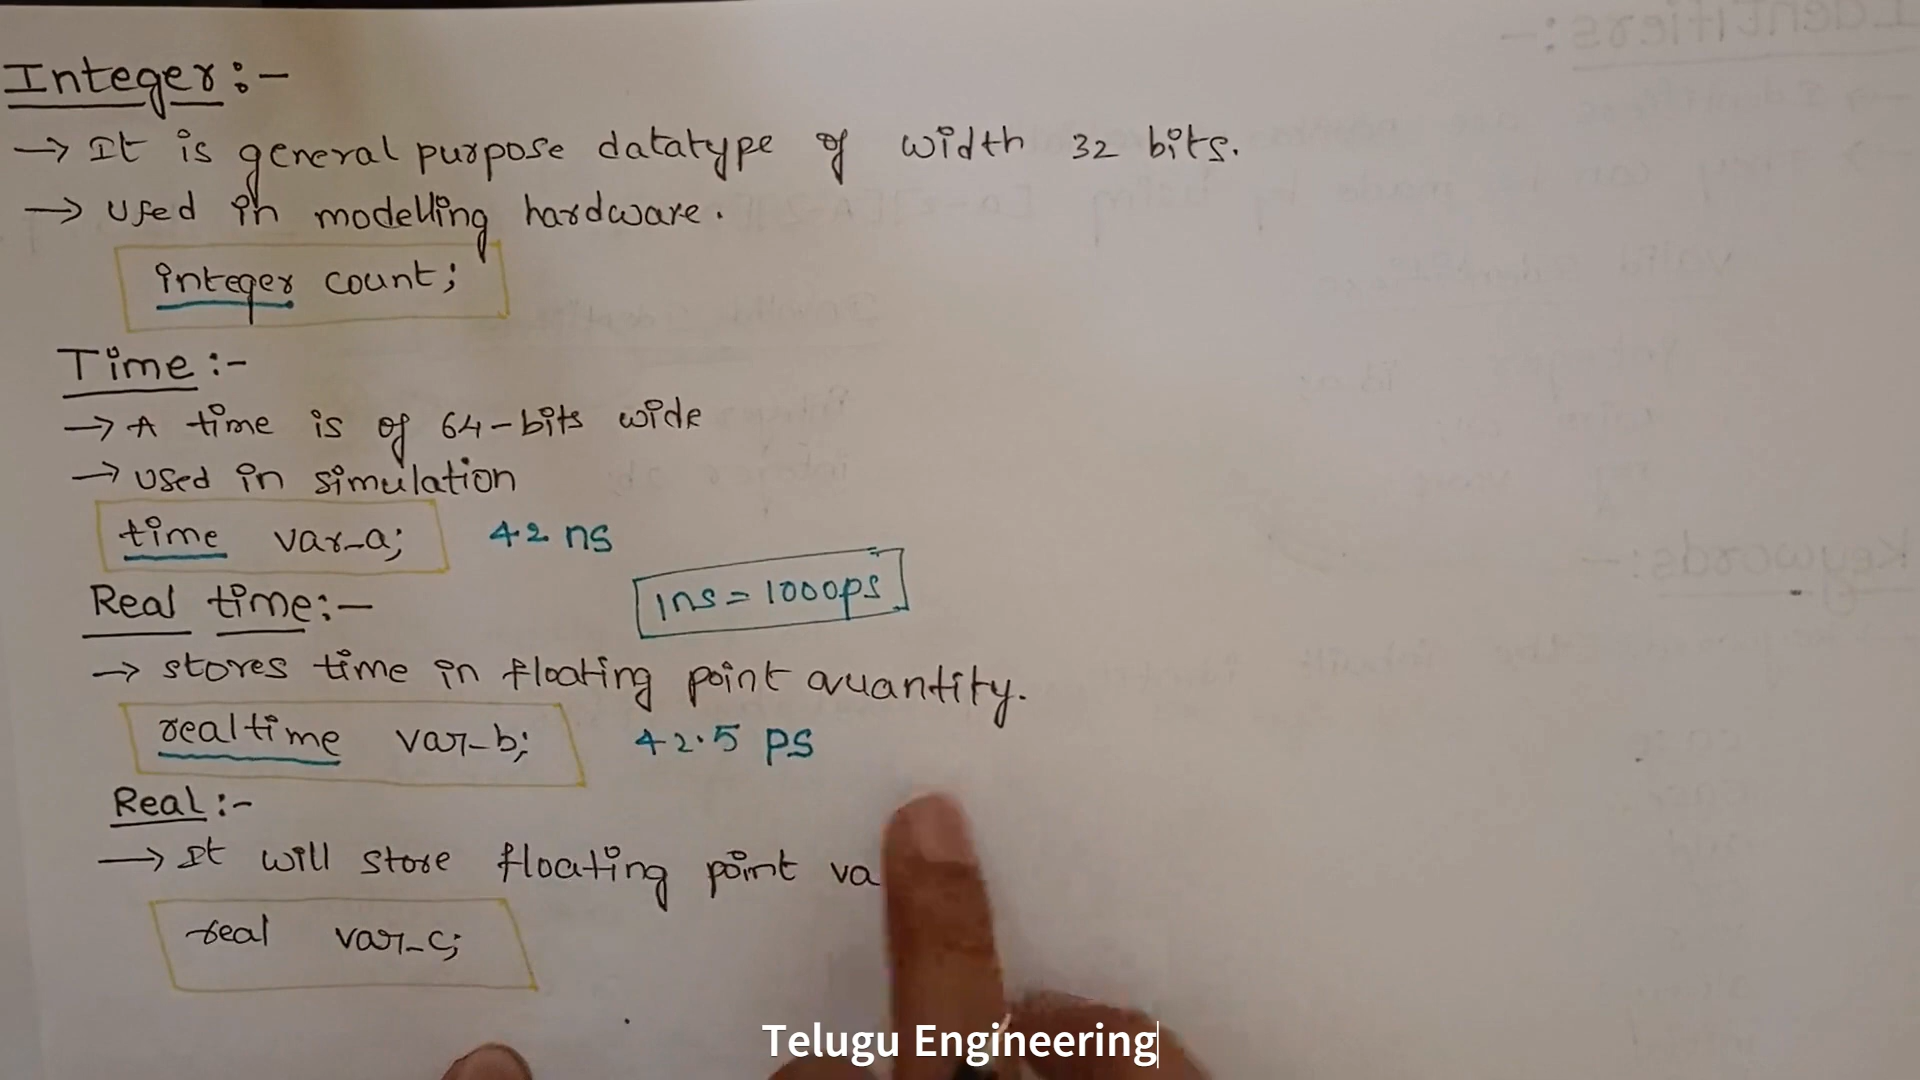 Integer:-
→ It is general purpose datatype of width 32 bits.
→ Used in modelling hardware.
integer count;
Time:-
→ A time is of 64-bits wide
→ Used in simulation
time var_a; 42 ns
1ns = 1000ps
Real time:-
→ stores time in floating point quantity.
realtime var_b; 42.5 ps
Real:-
→ It will store floating point va
real var_c;
Telugu Engineering